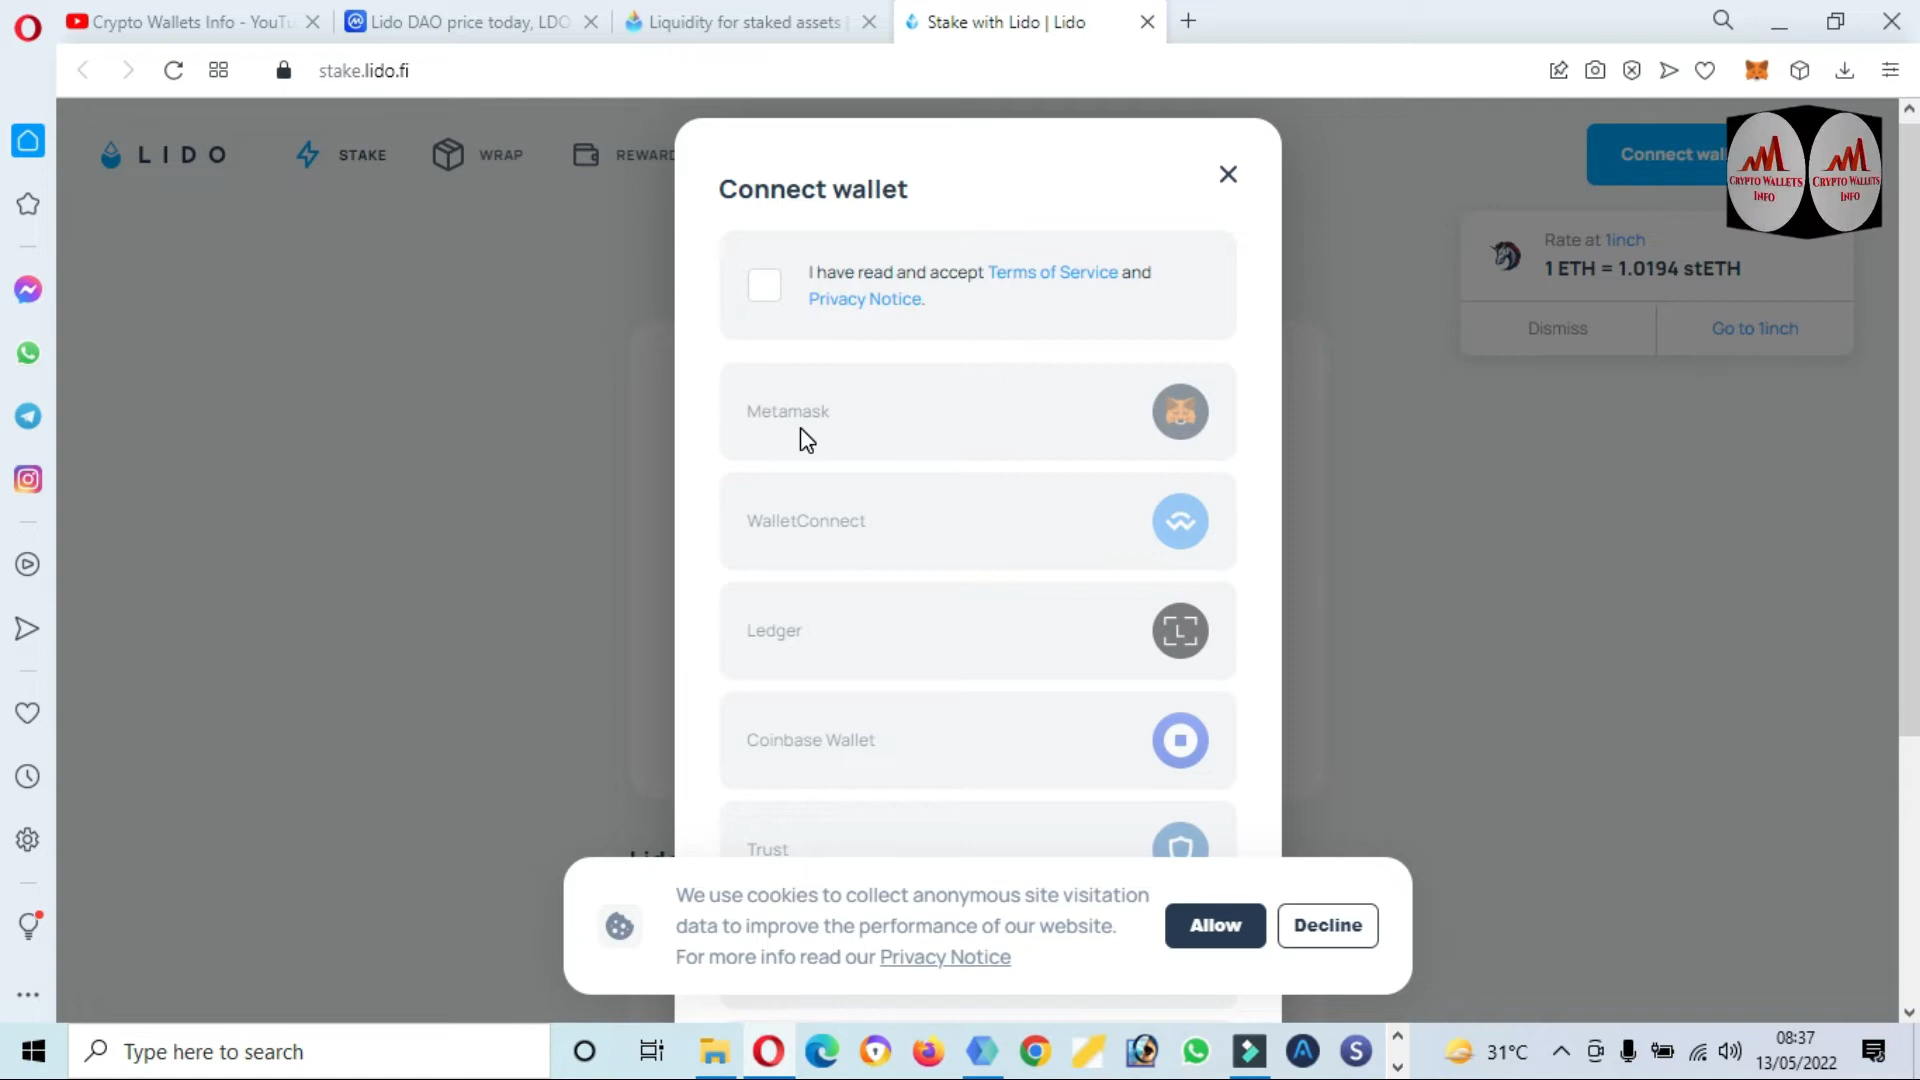 Crypto Wallets Info - YouTu
Lido DAO price today, LDO
Liquidity for staked assets
Stake with Lido | Lido
stake.lido.fi
LIDO
STAKE
WRAP
REWARD
Connect wal
CRYPTO WALLETS
INFO
CRYPTO WALLETS
INFO
Rate at 1inch
1 ETH = 1.0194 stETH
Dismiss
Go to 1inch
Connect wallet
I have read and accept Terms of Service and
Privacy Notice.
Metamask
WalletConnect
Ledger
L
Coinbase Wallet
Trust
We use cookies to collect anonymous site visitation
data to improve the performance of our website.
For more info read our Privacy Notice
Allow
Decline
Type here to search
S
31°C
08:37
13/05/2022